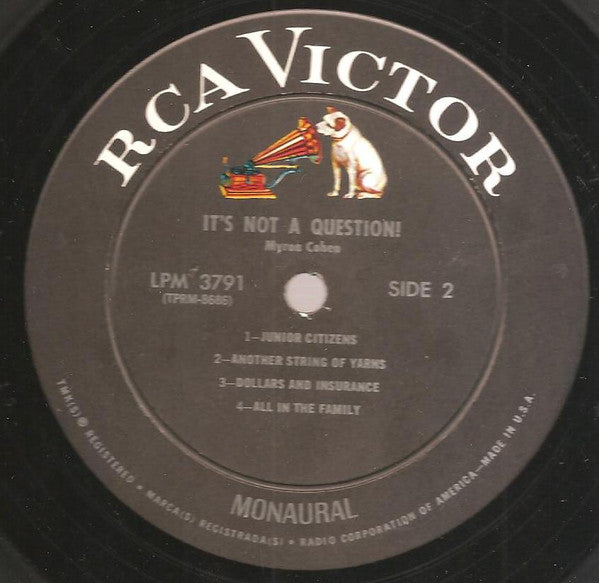 RCA VICTOR
IT'S NOT A QUESTION!
Myron Cohen
LPM 3791
(TPRM-8686)
SIDE 2
1—JUNIOR CITIZENS
2—ANOTHER STRING OF YARNS
3—DOLLARS AND INSURANCE
4—ALL IN THE FAMILY
MONAURAL
TMK(S) ® REGISTERED • MARCA(S) REGISTRADA(S) • RADIO CORPORATION OF AMERICA—MADE IN U.S.A.